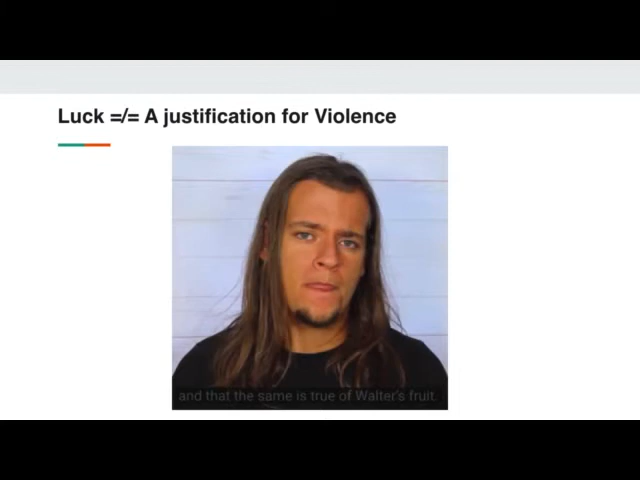 Luck =/= A justification for Violence
and that the same is true of Walter's fruit.